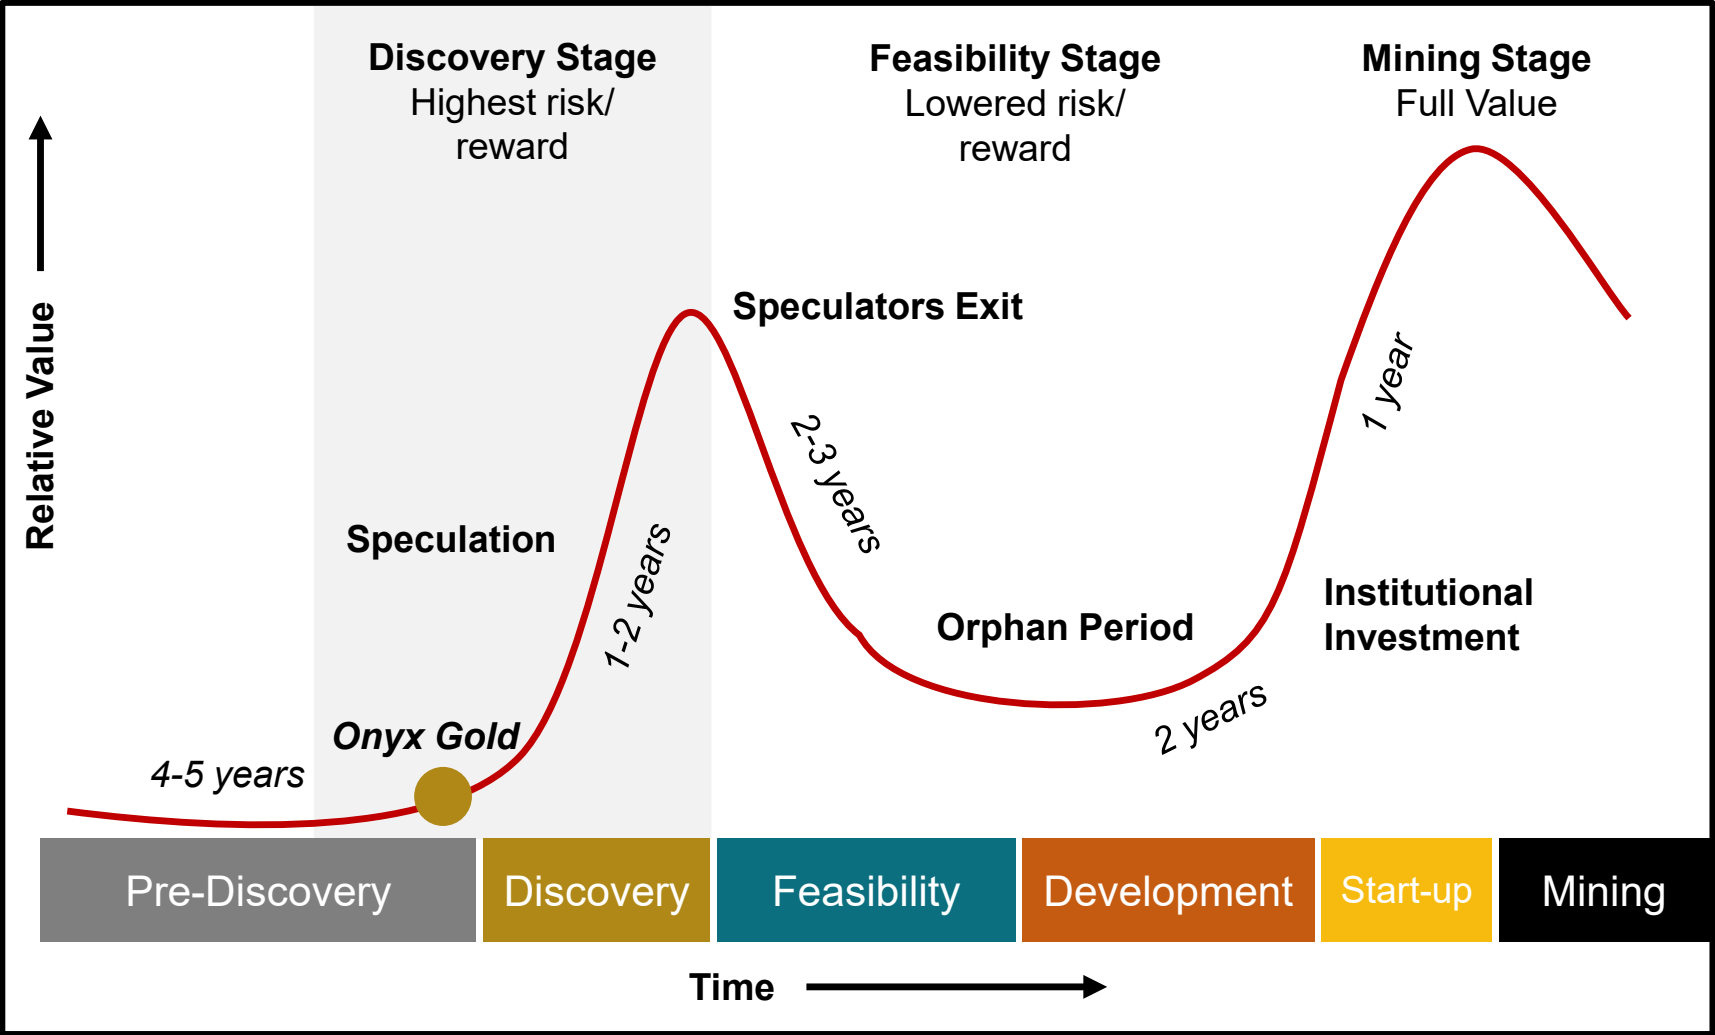 Discovery Stage
Highest risk/
reward
Feasibility Stage
Lowered risk/
reward
Mining Stage
Full Value
Relative Value
Speculators Exit
1 year
2-3 years
Speculation
1-2 years
Orphan Period
Institutional
Investment
2 years
Onyx Gold
4-5 years
Pre-Discovery
Discovery
Feasibility
Development
Start-up
Mining
Time